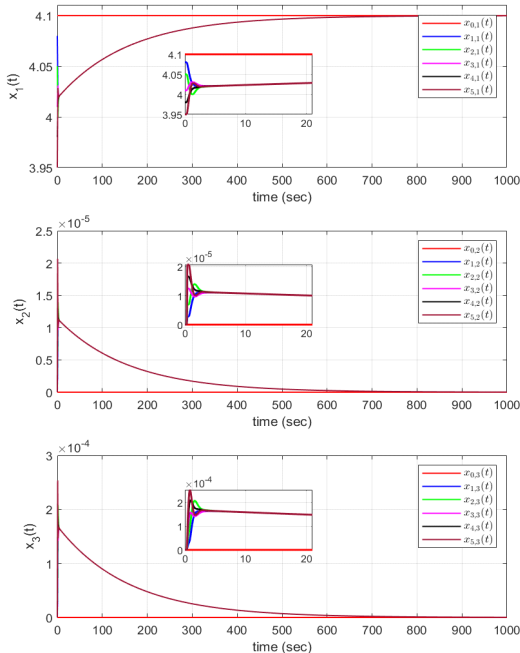 4.1
4.05
4
3.95
x1(t)
4.1
4.05
4
3.95
0 10 20
x0,1(t)
x1,1(t)
x2,1(t)
x3,1(t)
x4,1(t)
x5,1(t)
0 100 200 300 400 500 600 700 800 900 1000
time (sec)
×10-5
2.5
2
1.5
1
0.5
0
x2(t)
×10-5
2
1
0
0 10 20
x0,2(t)
x1,2(t)
x2,2(t)
x3,2(t)
x4,2(t)
x5,2(t)
0 100 200 300 400 500 600 700 800 900 1000
time (sec)
×10-4
3
2
1
0
x3(t)
×10-4
2
1
0
0 10 20
x0,3(t)
x1,3(t)
x2,3(t)
x3,3(t)
x4,3(t)
x5,3(t)
0 100 200 300 400 500 600 700 800 900 1000
time (sec)